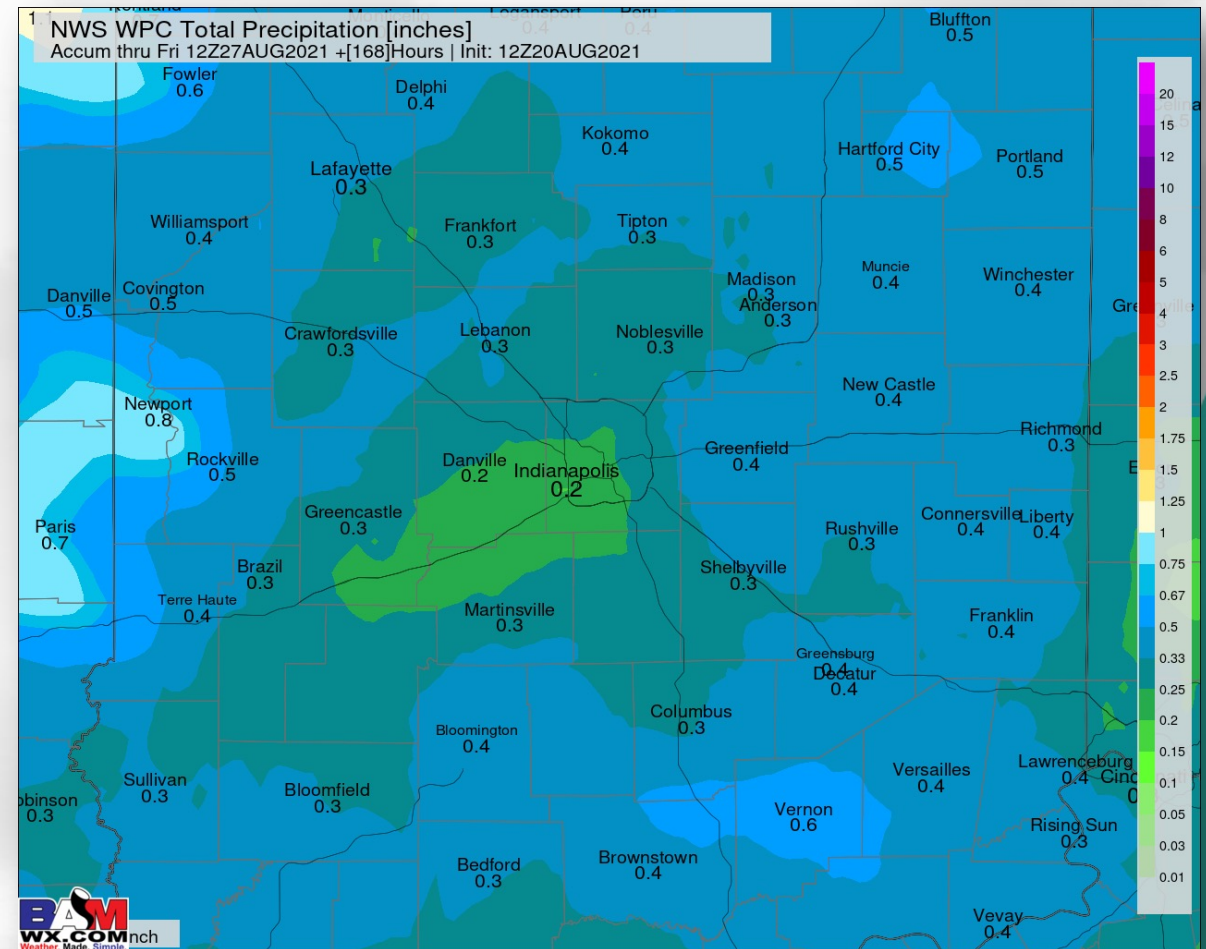 NWS WPC Total Precipitation [inches]
Accum thru Fri 12Z27AUG2021 +[168]Hours | Init: 12Z20AUG2021
Bluffton
0.5
Fowler
0.6
Delphi
0.4
Kokomo
0.4
Hartford City
0.5
Portland
0.5
Lafayette
0.3
Williamsport
0.4
Frankfort
0.3
Tipton
0.3
Madison
0.3
Anderson
0.3
Muncie
0.4
Winchester
0.4
Danville
0.5
Covington
0.5
Crawfordsville
0.3
Lebanon
0.3
Noblesville
0.3
New Castle
0.4
Newport
0.8
Rockville
0.5
Danville
0.2
Indianapolis
0.2
Greenfield
0.4
Richmond
0.3
Greencastle
0.3
Paris
0.7
Rushville
0.3
Connersville
0.4
Liberty
0.4
Brazil
0.3
Shelbyville
0.3
Terre Haute
0.4
Martinsville
0.3
Franklin
0.4
Greensburg
0.4
Decatur
0.4
Columbus
0.3
Bloomington
0.4
Sullivan
0.3
Bloomfield
0.3
Versailles
0.4
Lawrenceburg
0.4
obinson
0.3
Vernon
0.6
Rising Sun
0.3
Bedford
0.3
Brownstown
0.4
Vevay
0.4
20
15
12
10
8
6
5
4
3
2.5
2
1.75
1.5
1.25
1
0.75
0.67
0.5
0.33
0.25
0.2
0.15
0.1
0.05
0.03
0.01
BAM
WX.COM
Weather. Made. Simple.
nch